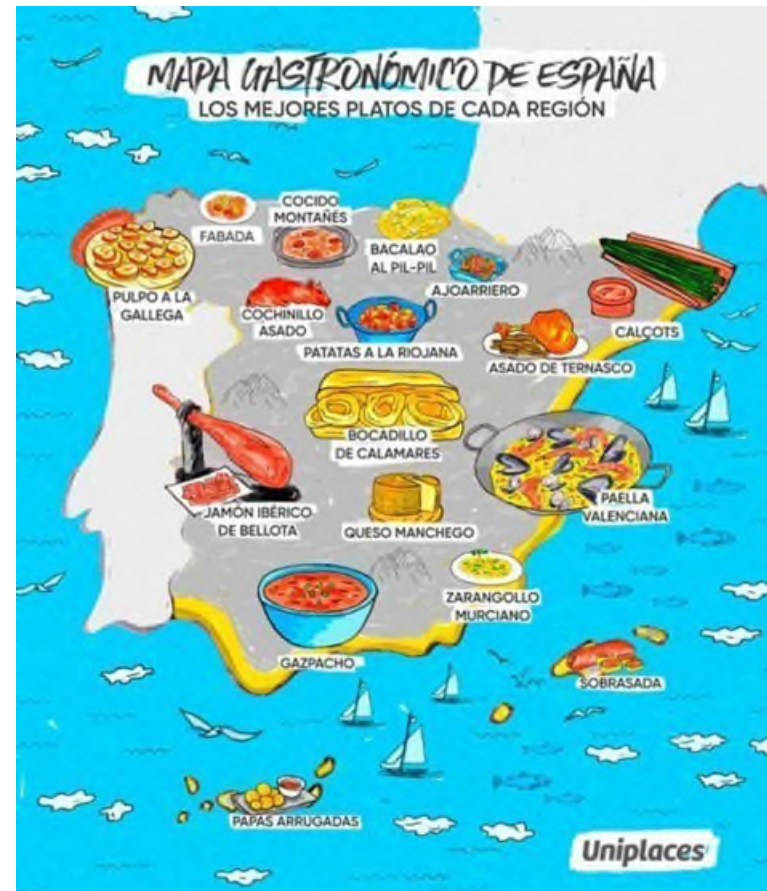 MAPA GASTRONÓMICO DE ESPAÑA
LOS MEJORES PLATOS DE CADA REGIÓN
FABADA
COCIDO
MONTAÑÉS
BACALAO
AL PIL-PIL
AJOARRIERO
PULPO A LA
GALLEGA
COCHINILLO
ASADO
PATATAS A LA RIOJANA
CALÇOTS
ASADO DE TERNASCO
BOCADILLO
DE CALAMARES
JAMÓN IBÉRICO
DE BELLOTA
QUESO MANCHEGO
PAELLA
VALENCIANA
ZARANGOLLO
MURCIANO
GAZPACHO
SOBRASADA
PAPAS ARRUGADAS
Uniplaces